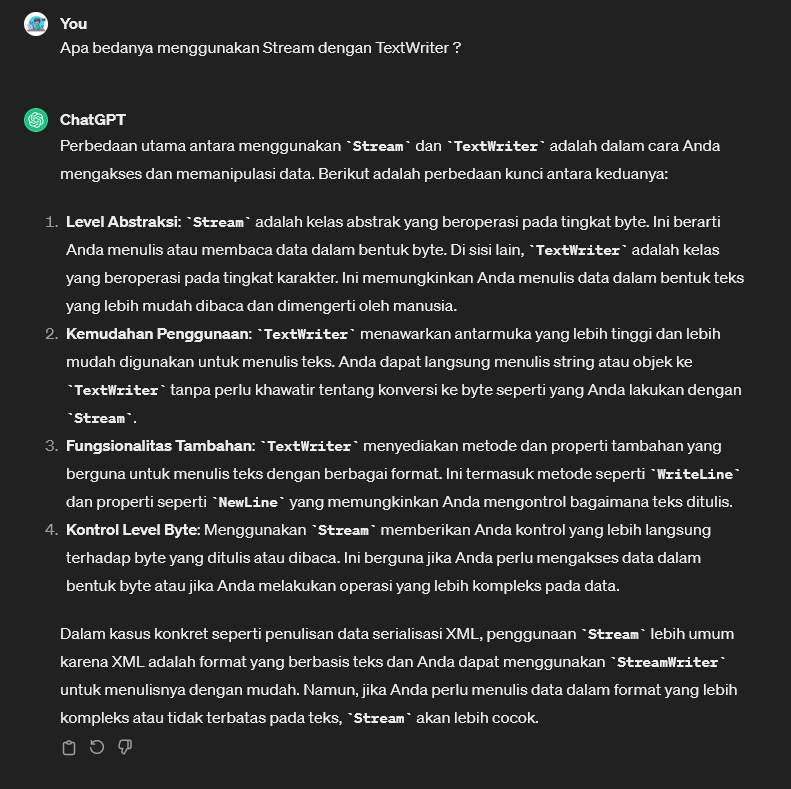 You
Apa bedanya menggunakan Stream dengan TextWriter ?
ChatGPT
Perbedaan utama antara menggunakan `Stream` dan `TextWriter` adalah dalam cara Anda
mengakses dan memanipulasi data. Berikut adalah perbedaan kunci antara keduanya:
1. Level Abstraksi: `Stream` adalah kelas abstrak yang beroperasi pada tingkat byte. Ini berarti
Anda menulis atau membaca data dalam bentuk byte. Di sisi lain, `TextWriter` adalah kelas
yang beroperasi pada tingkat karakter. Ini memungkinkan Anda menulis data dalam bentuk teks
yang lebih mudah dibaca dan dimengerti oleh manusia.
2. Kemudahan Penggunaan: `TextWriter` menawarkan antarmuka yang lebih tinggi dan lebih
mudah digunakan untuk menulis teks. Anda dapat langsung menulis string atau objek ke
`TextWriter` tanpa perlu khawatir tentang konversi ke byte seperti yang Anda lakukan dengan
`Stream`.
3. Fungsionalitas Tambahan: `TextWriter` menyediakan metode dan properti tambahan yang
berguna untuk menulis teks dengan berbagai format. Ini termasuk metode seperti `WriteLine`
dan properti seperti `NewLine` yang memungkinkan Anda mengontrol bagaimana teks ditulis.
4. Kontrol Level Byte: Menggunakan `Stream` memberikan Anda kontrol yang lebih langsung
terhadap byte yang ditulis atau dibaca. Ini berguna jika Anda perlu mengakses data dalam
bentuk byte atau jika Anda melakukan operasi yang lebih kompleks pada data.
Dalam kasus konkret seperti penulisan data serialisasi XML, penggunaan `Stream` lebih umum
karena XML adalah format yang berbasis teks dan Anda dapat menggunakan `StreamWriter`
untuk menulisnya dengan mudah. Namun, jika Anda perlu menulis data dalam format yang lebih
kompleks atau tidak terbatas pada teks, `Stream` akan lebih cocok.